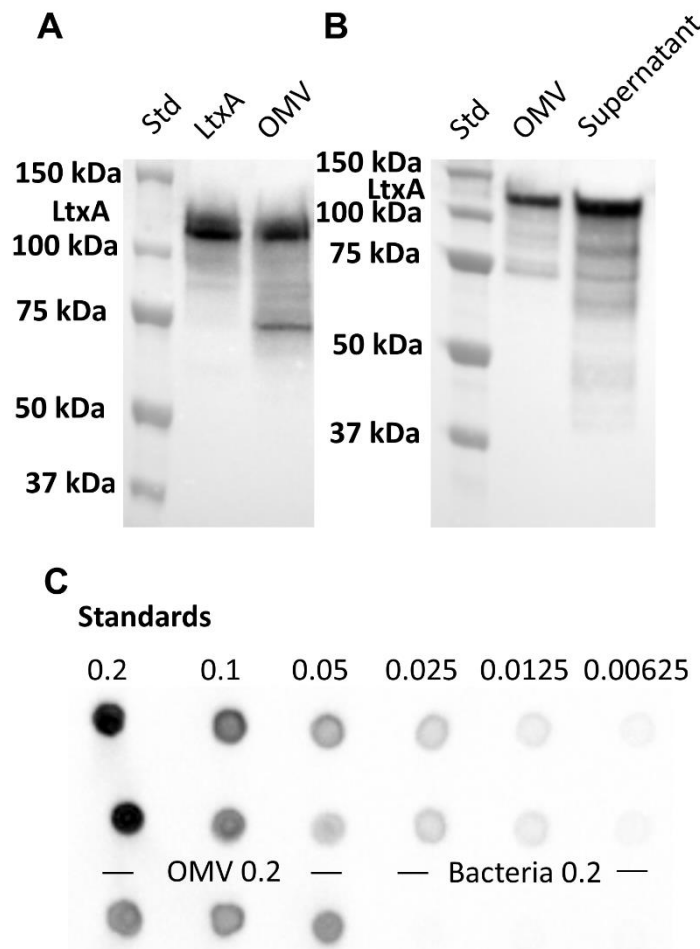 A
Std
LtxA
OMV
150 kDa
LtxA
100 kDa
75 kDa
50 kDa
37 kDa
B
Std
OMV
Supernatant
150 kDa
LtxA
100 kDa
75 kDa
50 kDa
37 kDa
C
Standards
0.2 0.1 0.05 0.025 0.0125 0.00625
— OMV 0.2 — — Bacteria 0.2 —